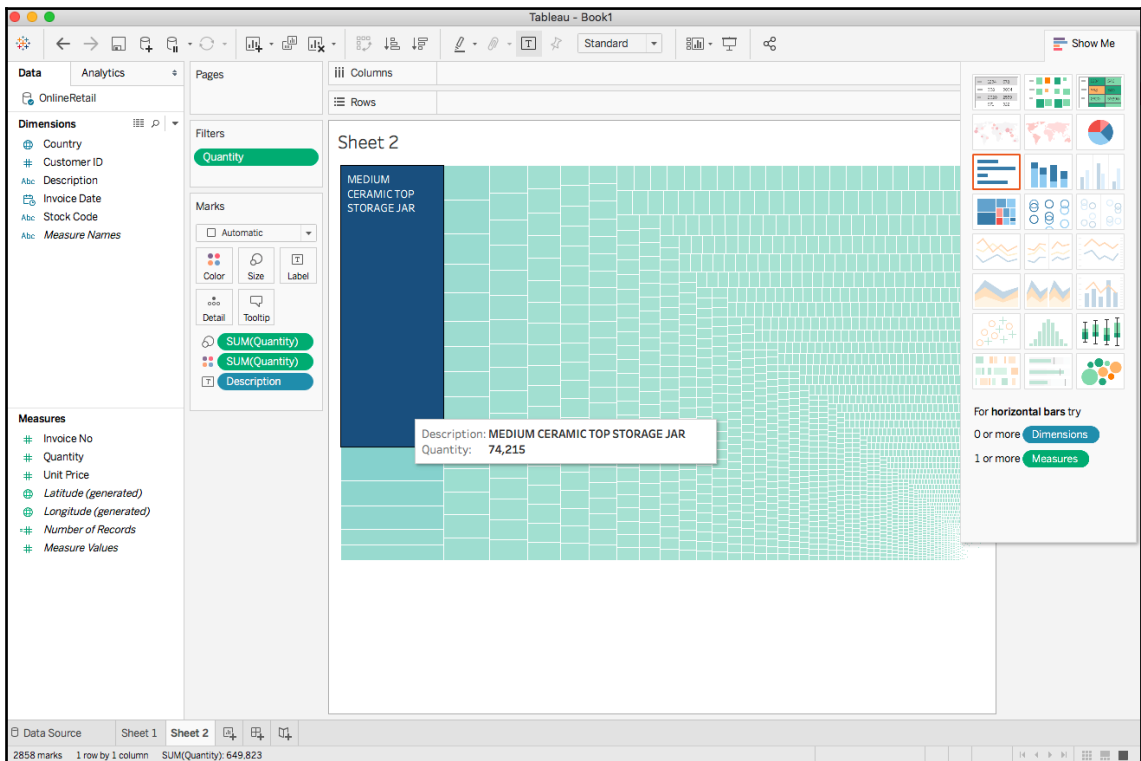 Tableau - Book1
Standard
Show Me
Data
Analytics
Pages
iii Columns
Rows
OnlineRetail
Dimensions
Country
# Customer ID
Abc Description
Invoice Date
Abc Stock Code
Abc Measure Names
Filters
Quantity
Marks
Automatic
Color
Size
T
Label
Detail
Tooltip
SUM(Quantity)
SUM(Quantity)
T Description
Measures
# Invoice No
# Quantity
# Unit Price
Latitude (generated)
Longitude (generated)
=# Number of Records
# Measure Values
Sheet 2
MEDIUM
CERAMIC TOP
STORAGE JAR
Description: MEDIUM CERAMIC TOP STORAGE JAR
Quantity: 74,215
For horizontal bars try
0 or more Dimensions
1 or more Measures
Data Source
Sheet 1
Sheet 2
2858 marks
1 row by 1 column
SUM(Quantity): 649,823